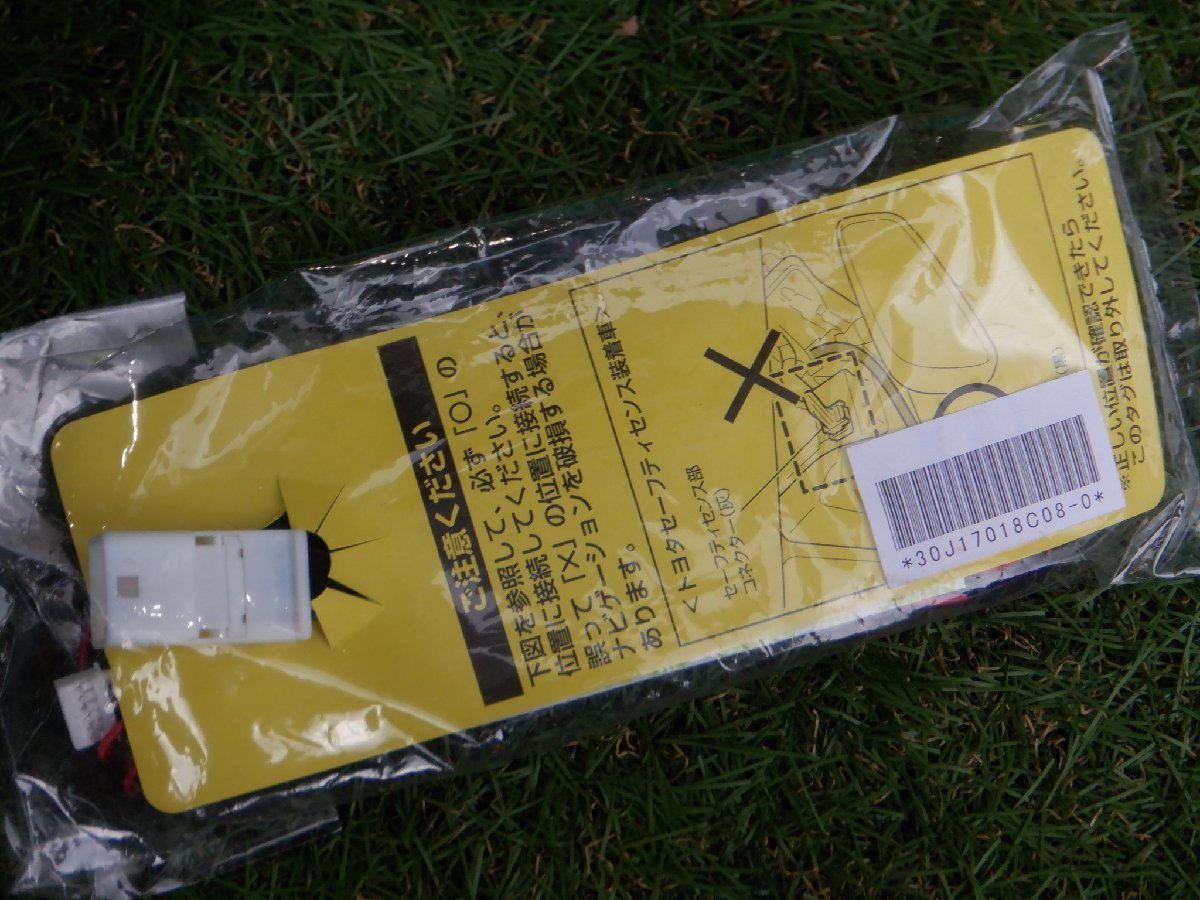 ご注意ください
下図を参照して、必ず「〇」の
位置に接続してください。
誤って「×」の位置に接続すると、
ナビゲーションを破損する場合が
あります。
<トヨタセーフティセンス装着車>
セーフティセンス部
コネクター(灰)
(黒)
*30J17018C08-0*
※正しい位置が確認できたら
このタグは取り外してください。